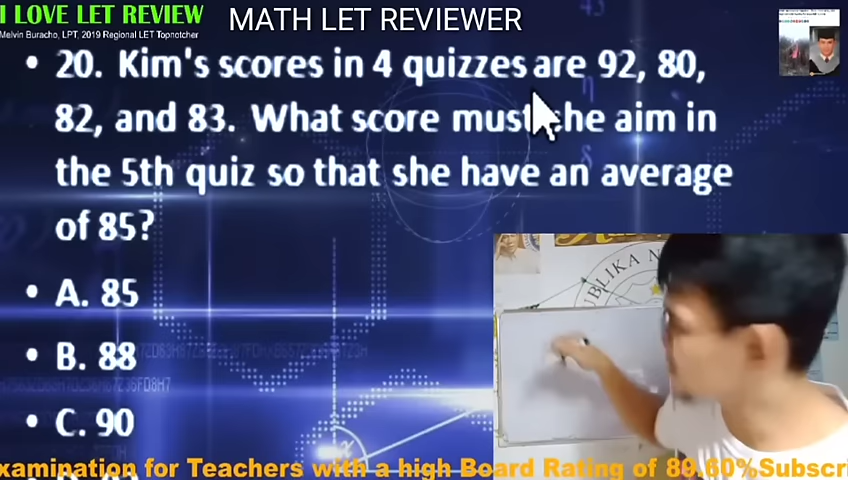 I LOVE LET REVIEW
MATH LET REVIEWER
Melvin Buracho, LPT, 2019 Regional LET Topnotcher
• 20. Kim's scores in 4 quizzes are 92, 80,
82, and 83. What score must she aim in
the 5th quiz so that she have an average
of 85?
• A. 85
• B. 88
• C. 90
UBLIKA N
xamination for Teachers with a high Board Rating of 89.60%Subscri